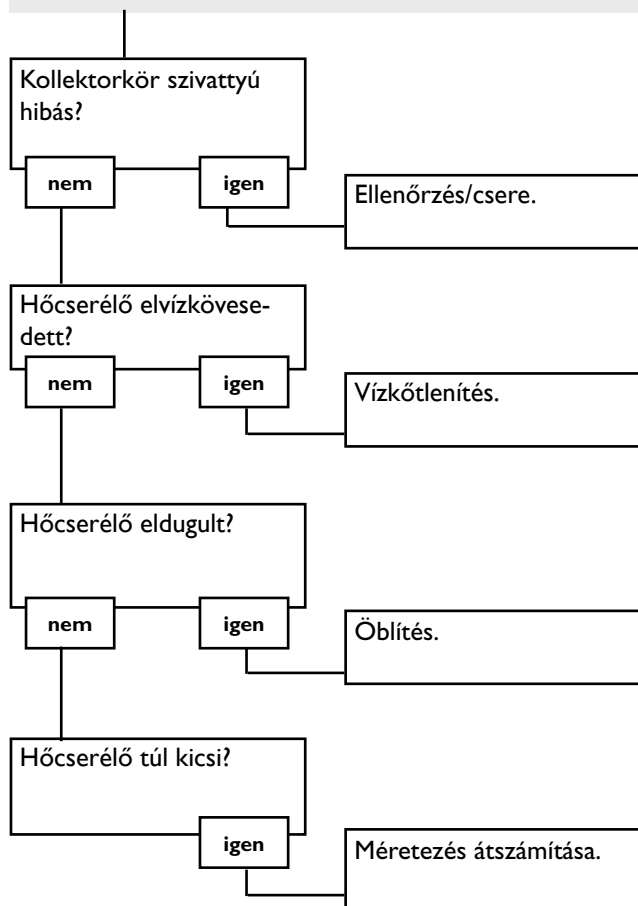 Kollektorkör szivattyú
hibás?
nem
igen
Ellenőrzés/csere.
Hőcserélő elvízkövese-
dett?
nem
igen
Vízkőtlenítés.
Hőcserélő eldugult?
nem
igen
Öblítés.
Hőcserélő túl kicsi?
igen
Méretezés átszámítása.